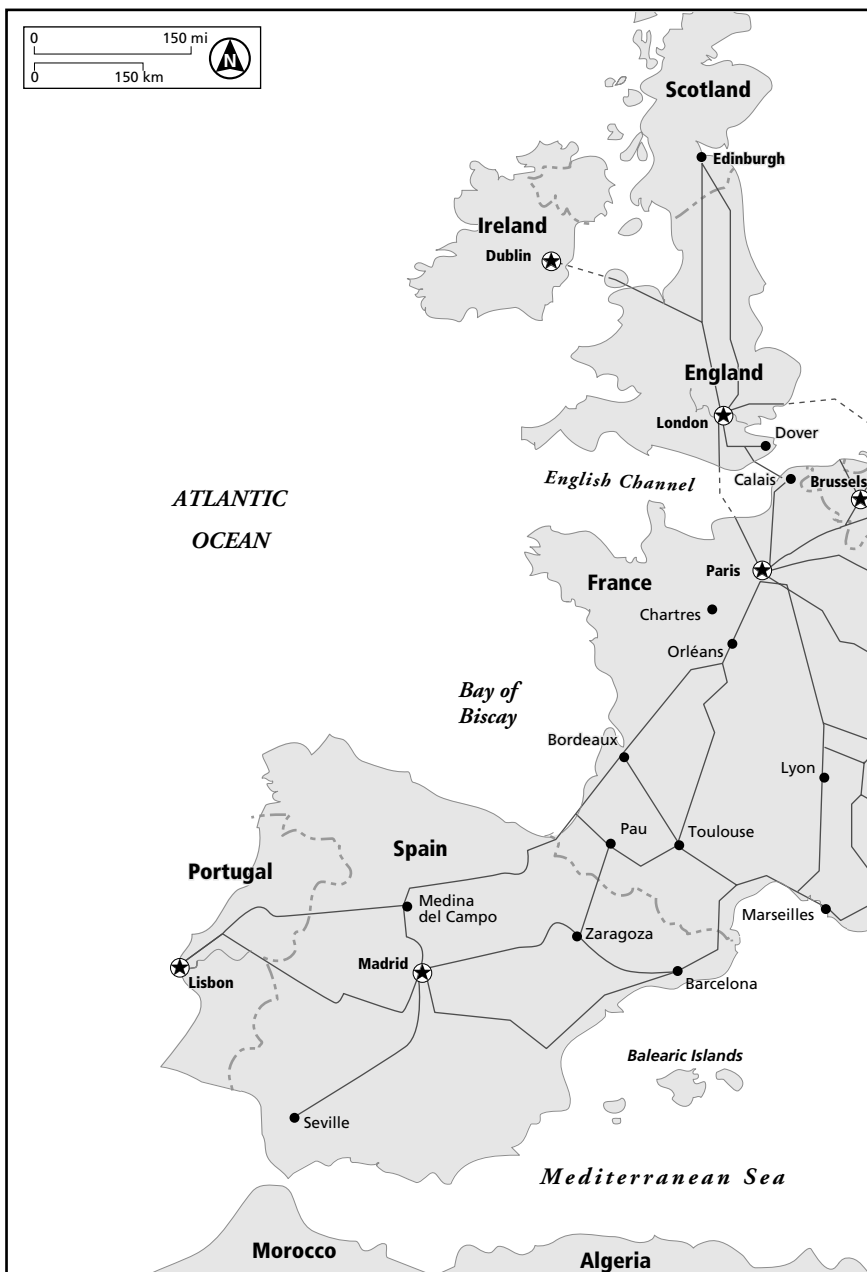 0 150 mi
0 150 km
N
Scotland
Edinburgh
Ireland
Dublin
England
London
Dover
English Channel
Calais
Brussels
ATLANTIC
OCEAN
France
Paris
Chartres
Orléans
Bay of
Biscay
Bordeaux
Lyon
Pau
Toulouse
Spain
Portugal
Medina
del Campo
Marseilles
Zaragoza
Madrid
Lisbon
Barcelona
Balearic Islands
Seville
Mediterranean Sea
Morocco
Algeria